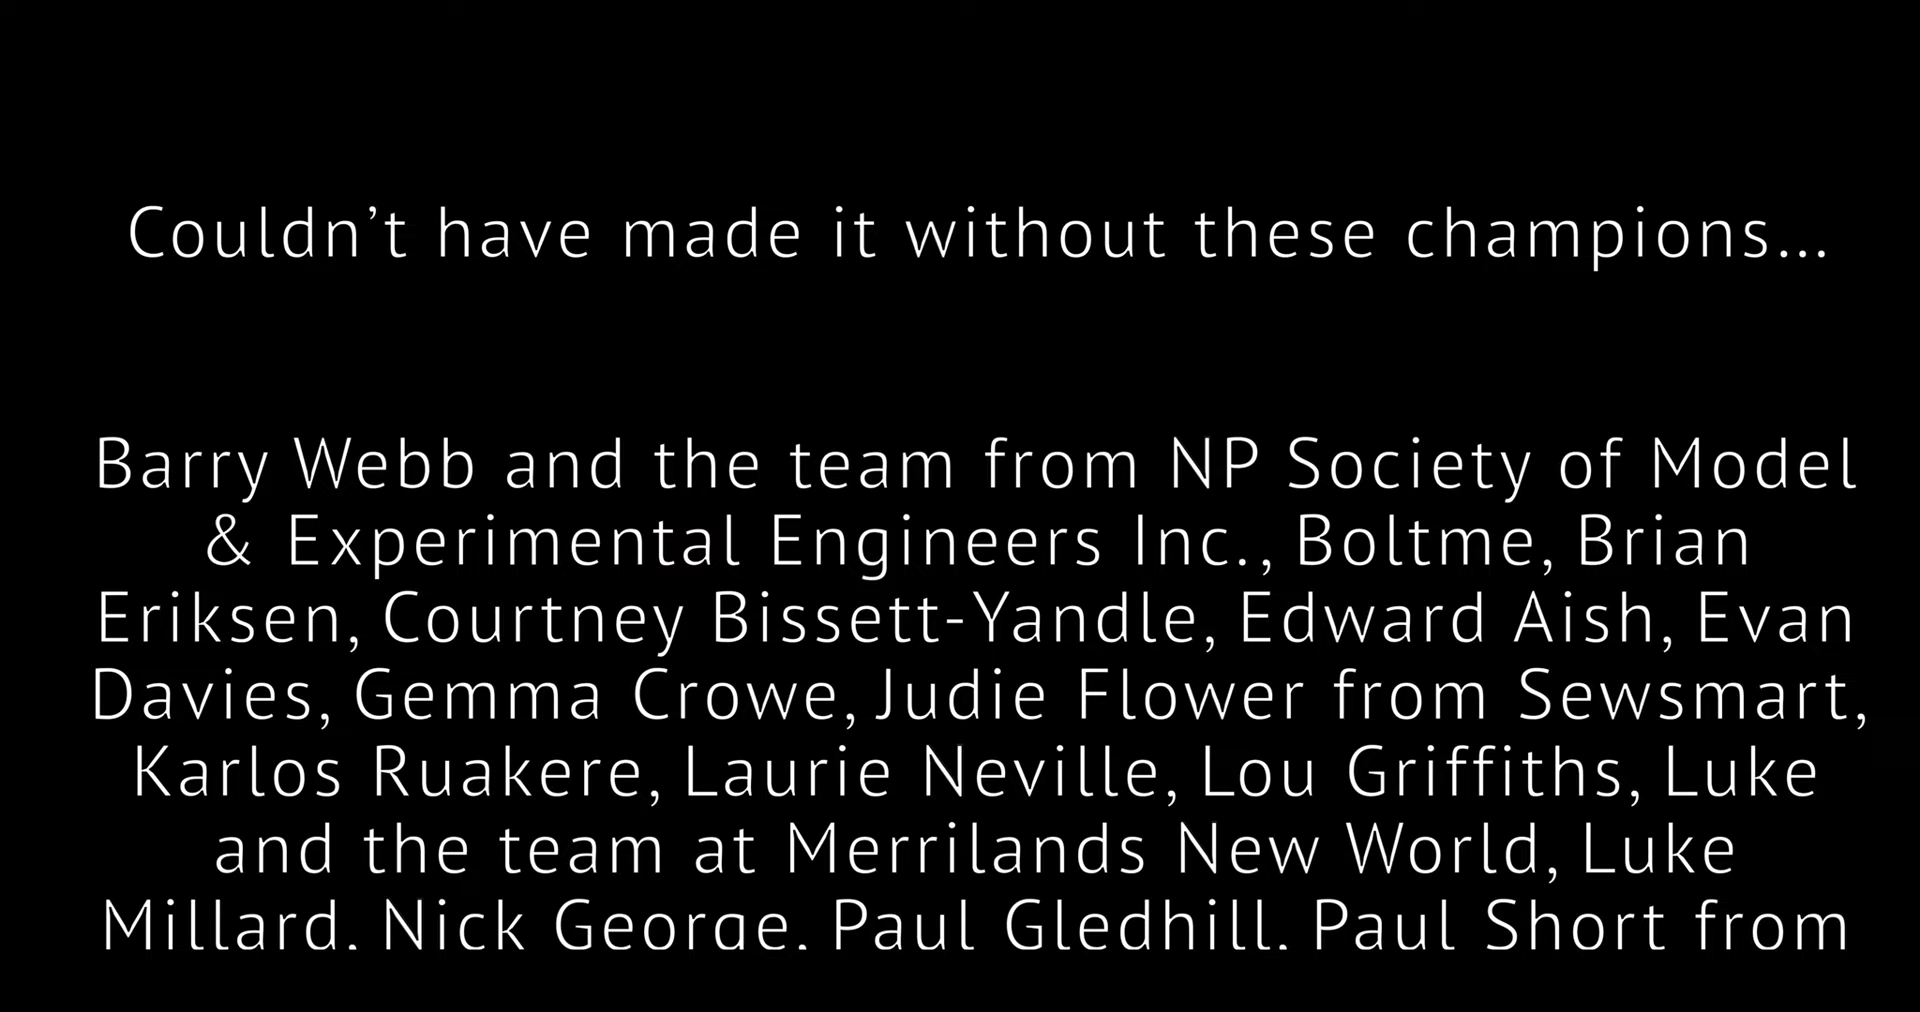 Couldn’t have made it without these champions...
Barry Webb and the team from NP Society of Model
& Experimental Engineers Inc., Boltme, Brian
Eriksen, Courtney Bissett-Yandle, Edward Aish, Evan
Davies, Gemma Crowe, Judie Flower from Sewsmart,
Karlos Ruakere, Laurie Neville, Lou Griffiths, Luke
and the team at Merrilands New World, Luke
Millard, Nick George, Paul Gledhill, Paul Short from